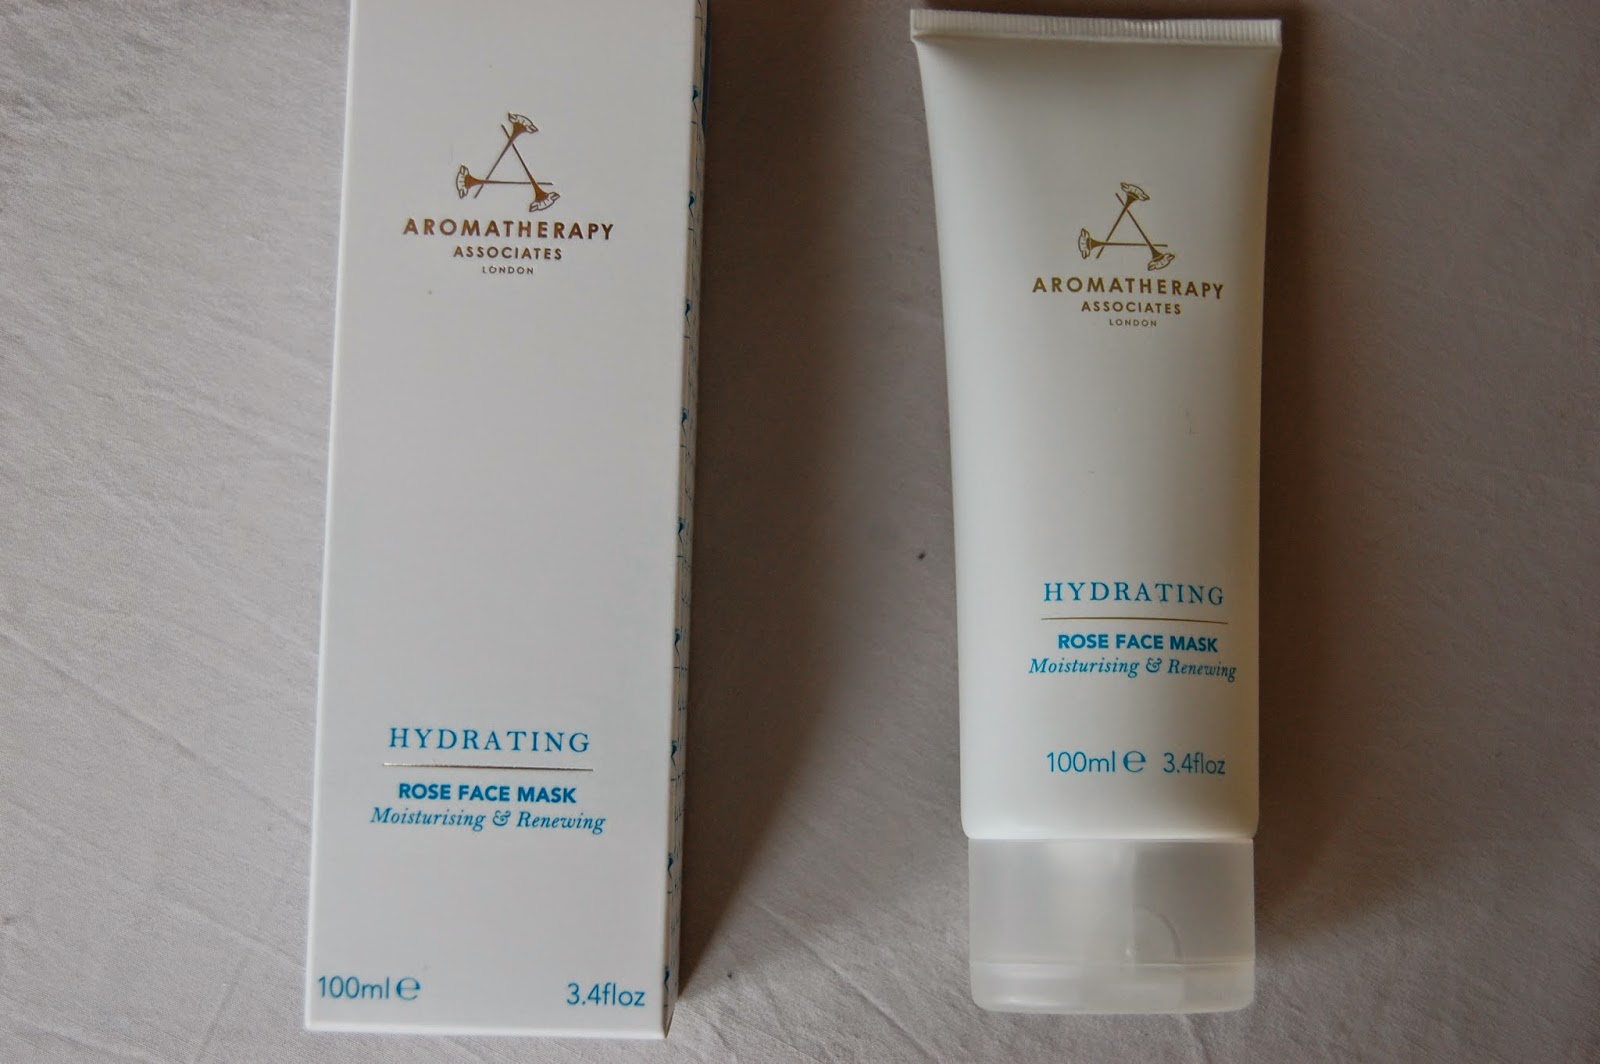 AROMATHERAPY
ASSOCIATES
LONDON
HYDRATING
ROSE FACE MASK
Moisturising & Renewing
100ml ℮ 3.4floz
AROMATHERAPY
ASSOCIATES
LONDON
HYDRATING
ROSE FACE MASK
Moisturising & Renewing
100ml ℮ 3.4floz